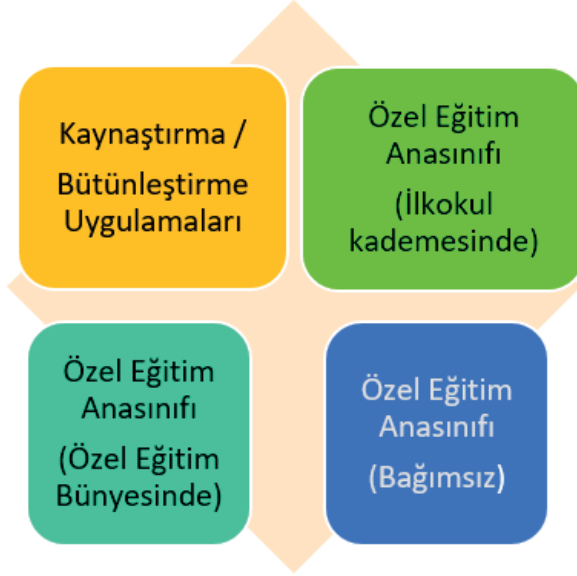 Kaynaştırma /
Bütünleştirme
Uygulamaları
Özel Eğitim
Anasınıfı
(İlkokul
kademesinde)
Özel Eğitim
Anasınıfı
(Özel Eğitim
Bünyesinde)
Özel Eğitim
Anasınıfı
(Bağımsız)